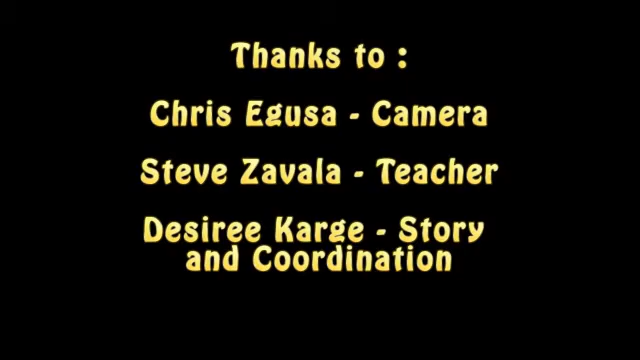 Thanks to :
Chris Egusa - Camera
Steve Zavala - Teacher
Desiree Karge - Story
and Coordination